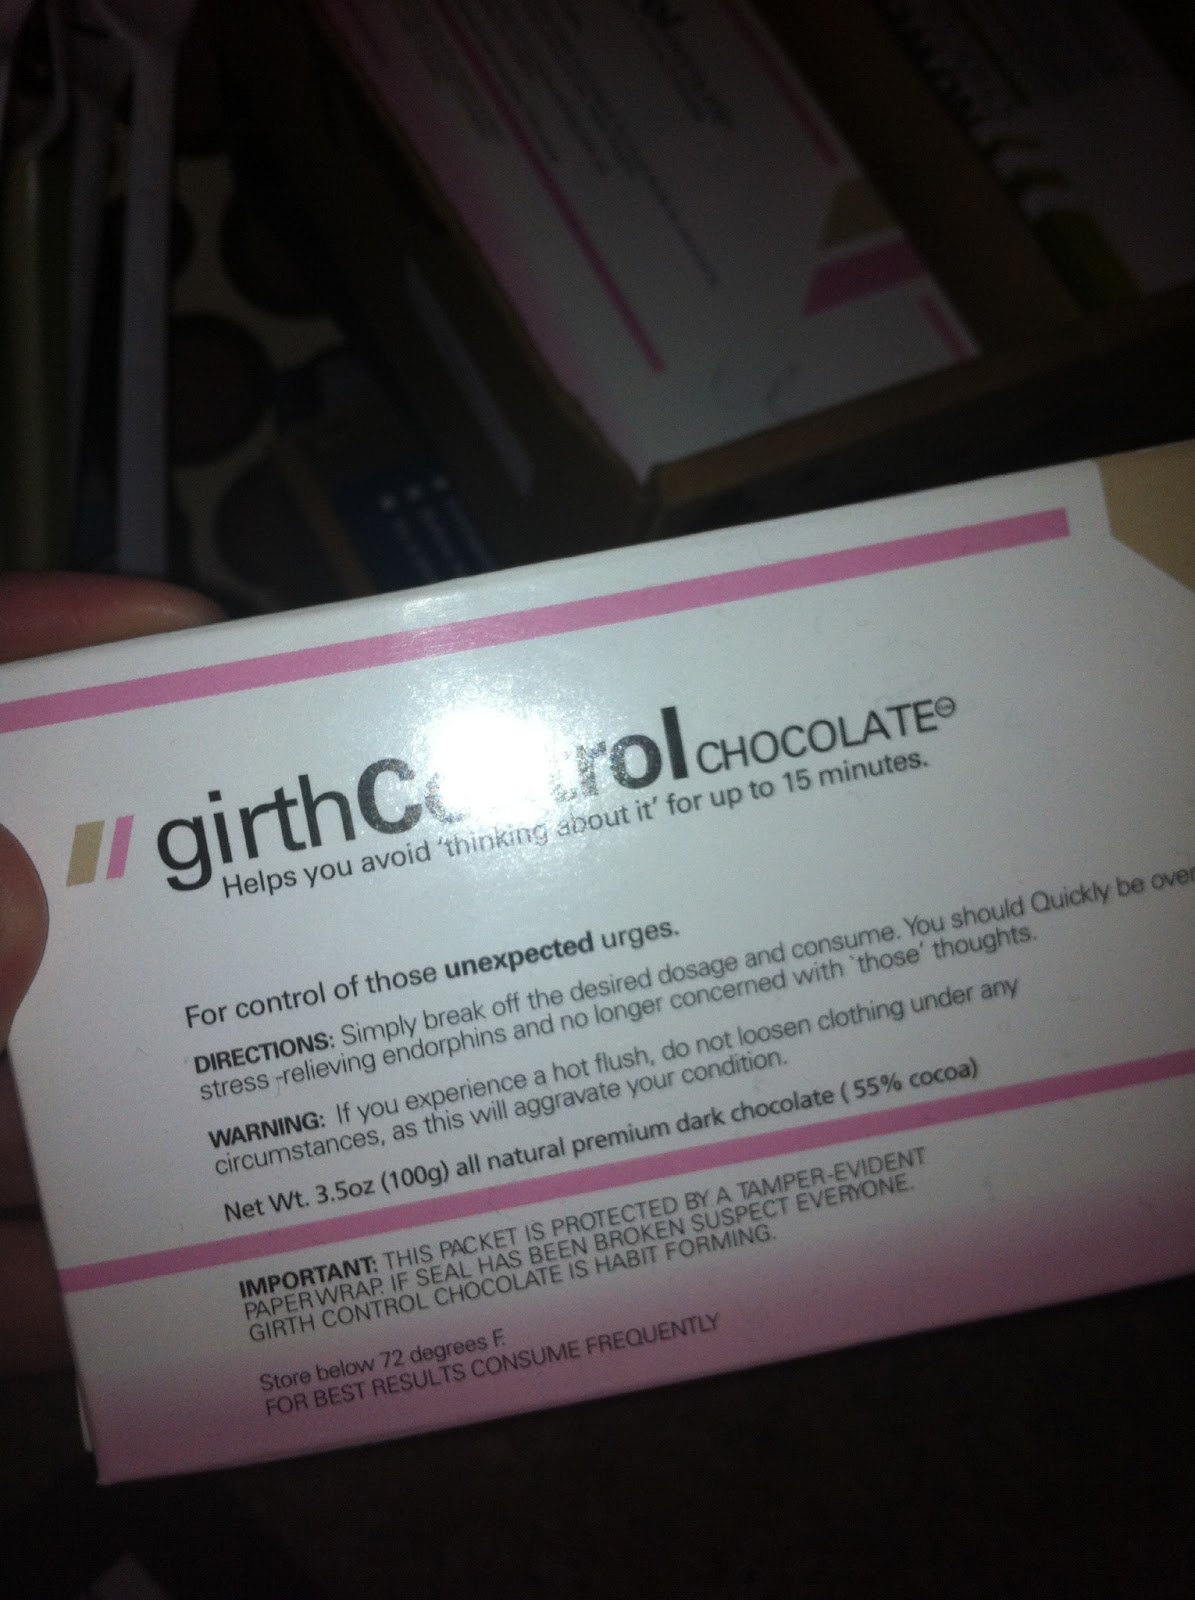 girthControl CHOCOLATE
Helps you avoid 'thinking about it' for up to 15 minutes.
For control of those unexpected urges.
DIRECTIONS: Simply break off the desired dosage and consume. You should Quickly be over
stress -relieving endorphins and no longer concerned with `those' thoughts.
WARNING: If you experience a hot flush, do not loosen clothing under any
circumstances, as this will aggravate your condition.
Net Wt. 3.5oz (100g) all natural premium dark chocolate ( 55% cocoa)
IMPORTANT: THIS PACKET IS PROTECTED BY A TAMPER-EVIDENT
PAPER WRAP. IF SEAL HAS BEEN BROKEN SUSPECT EVERYONE.
GIRTH CONTROL CHOCOLATE IS HABIT FORMING.
Store below 72 degrees F.
FOR BEST RESULTS CONSUME FREQUENTLY